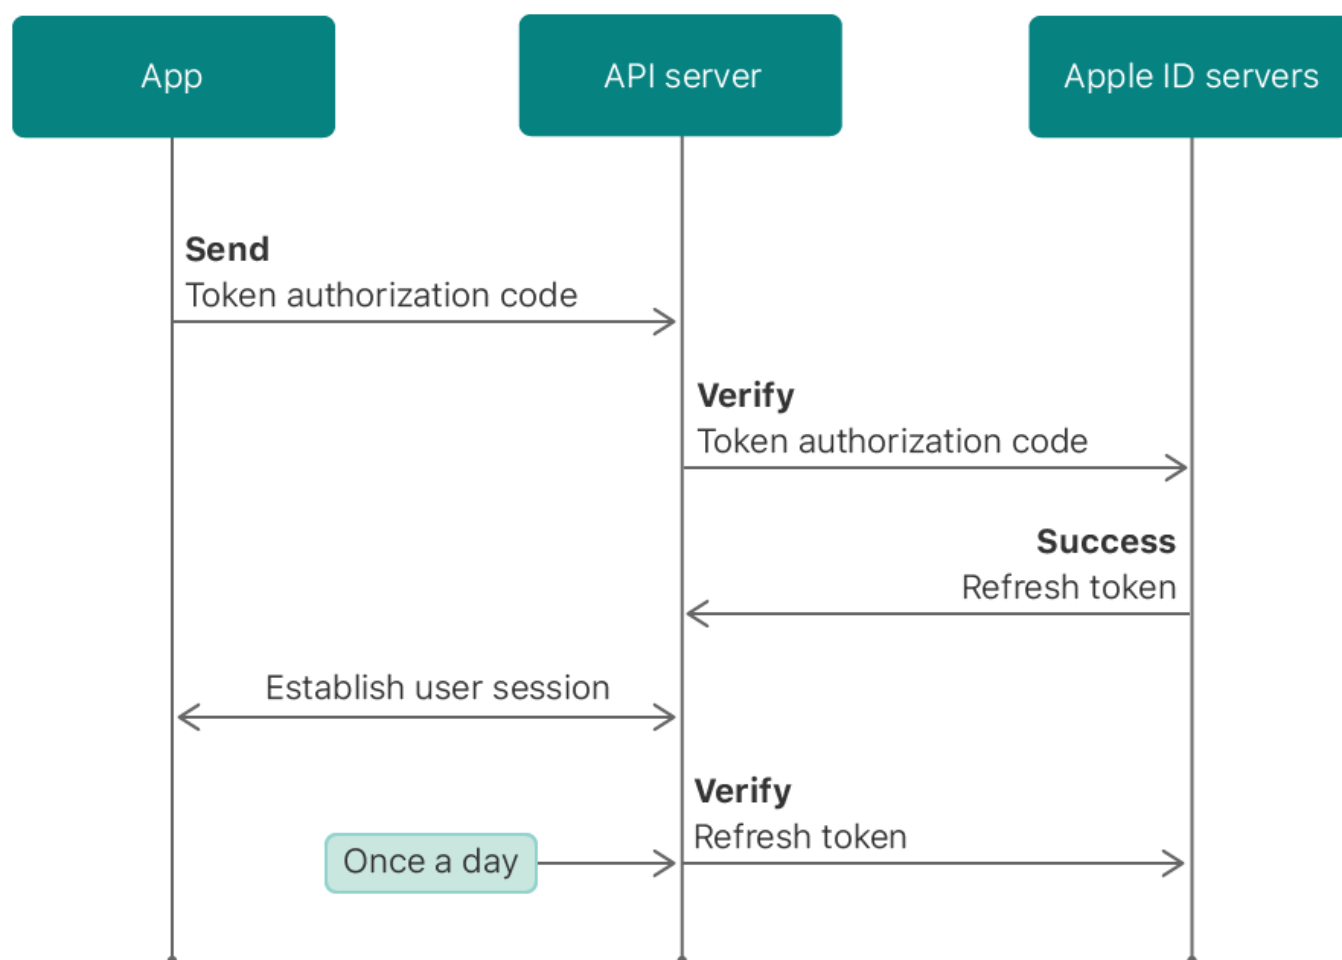 App
API server
Apple ID servers
Send
Token authorization code
Verify
Token authorization code
Success
Refresh token
Establish user session
Verify
Refresh token
Once a day